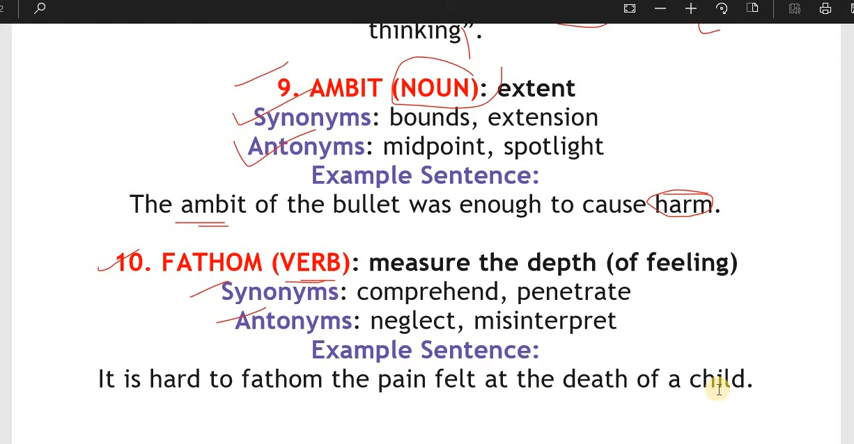 thinking”.
9. AMBIT (NOUN): extent
Synonyms: bounds, extension
Antonyms: midpoint, spotlight
Example Sentence:
The ambit of the bullet was enough to cause harm.
10. FATHOM (VERB): measure the depth (of feeling)
Synonyms: comprehend, penetrate
Antonyms: neglect, misinterpret
Example Sentence:
It is hard to fathom the pain felt at the death of a child.